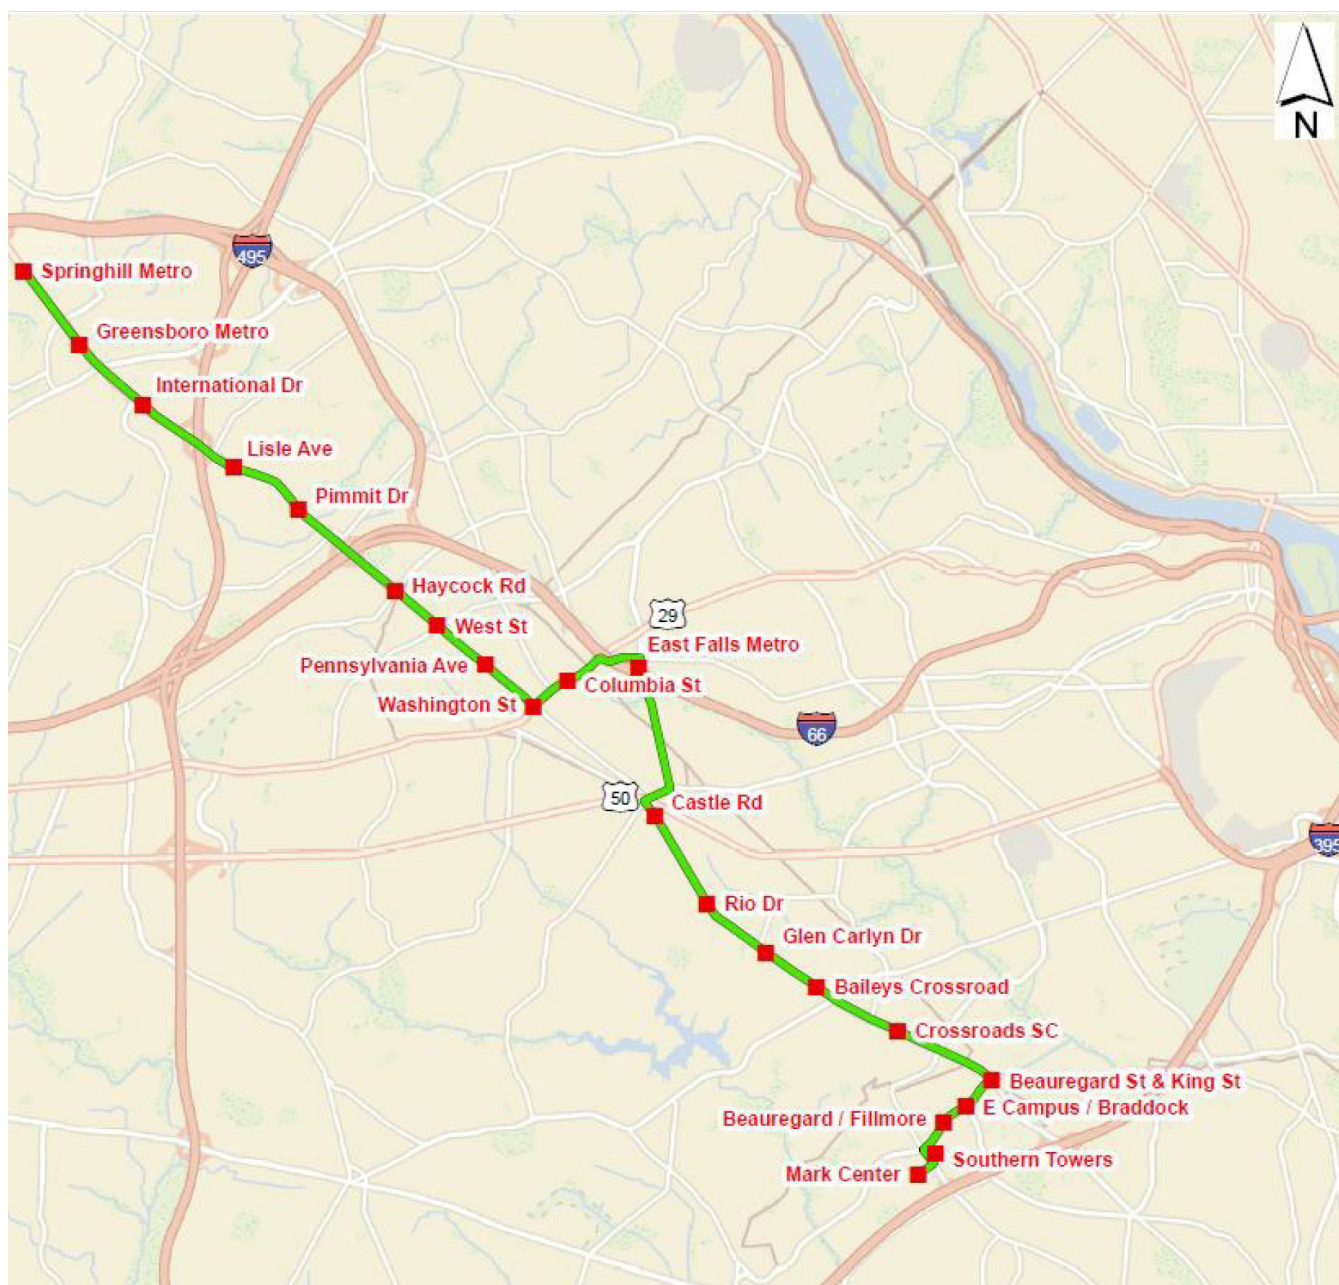 N
495
Springhill Metro
Greensboro Metro
International Dr
Lisle Ave
Pimmit Dr
Haycock Rd
29
West St
East Falls Metro
Pennsylvania Ave
Columbia St
Washington St
66
50
Castle Rd
395
Rio Dr
Glen Carlyn Dr
Baileys Crossroad
Crossroads SC
Beauregard St & King St
E Campus / Braddock
Beauregard / Fillmore
Southern Towers
Mark Center